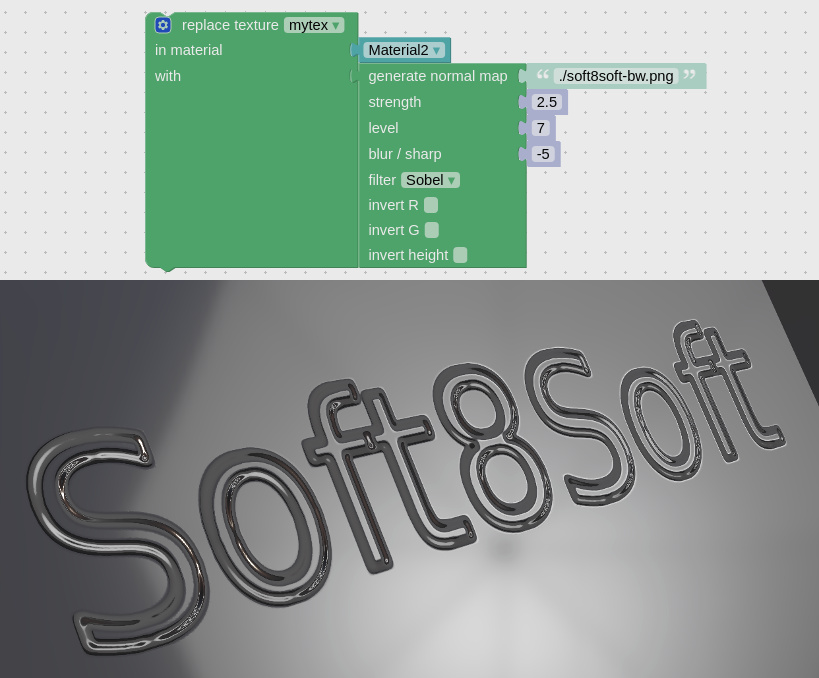 replace texture mytex ▾
in material Material2 ▾
with generate normal map “ ./soft8soft-bw.png ”
strength 2.5
level 7
blur / sharp -5
filter Sobel ▾
invert R
invert G
invert height
Soft8Soft